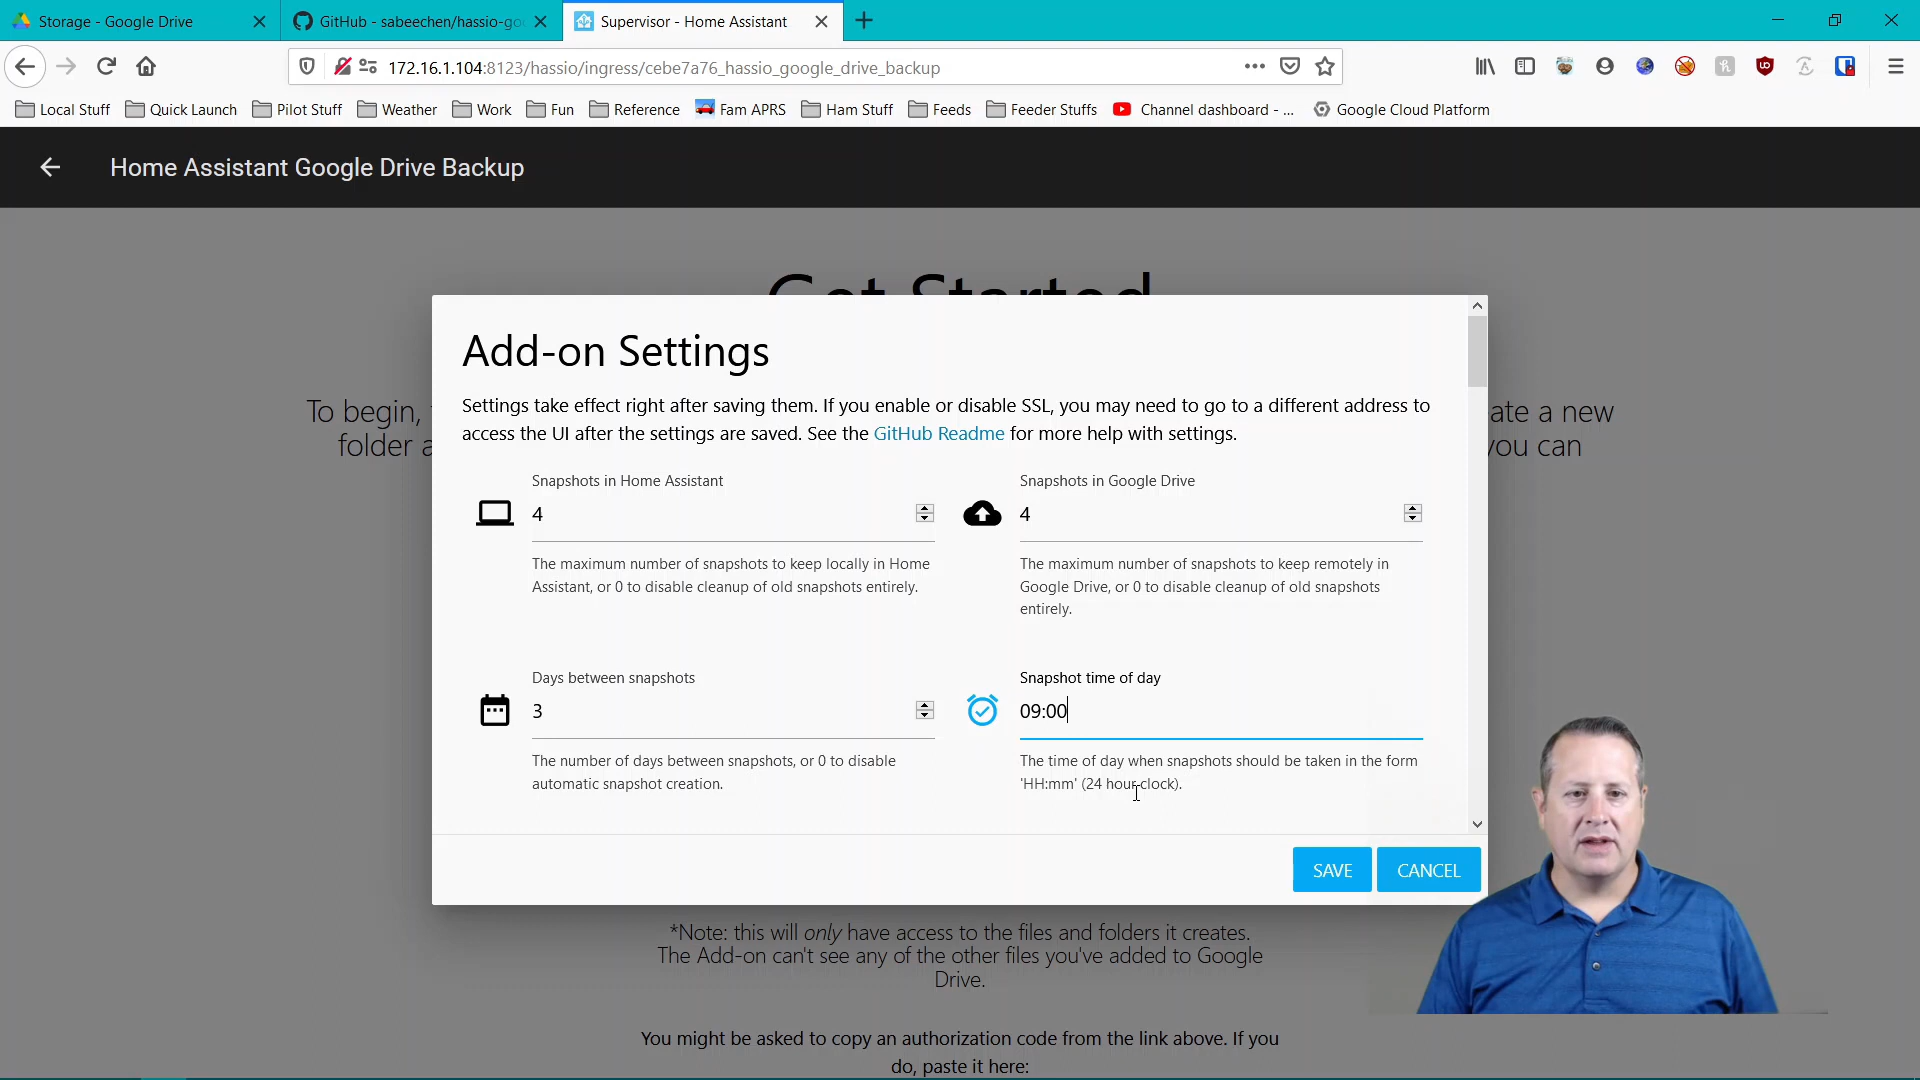 Storage - Google Drive
GitHub - sabeechen/hassio-go
Supervisor - Home Assistant
172.16.1.104:8123/hassio/ingress/cebe7a76_hassio_google_drive_backup
Local Stuff
Quick Launch
Pilot Stuff
Weather
Work
Fun
Reference
Fam APRS
Ham Stuff
Feeds
Feeder Stuffs
Channel dashboard - ...
Google Cloud Platform
Home Assistant Google Drive Backup
Get Started
To begin,
ate a new
folder a
you can
Add-on Settings
Settings take effect right after saving them. If you enable or disable SSL, you may need to go to a different address to
access the UI after the settings are saved. See the GitHub Readme for more help with settings.
Snapshots in Home Assistant
4
The maximum number of snapshots to keep locally in Home
Assistant, or 0 to disable cleanup of old snapshots entirely.
Snapshots in Google Drive
4
The maximum number of snapshots to keep remotely in
Google Drive, or 0 to disable cleanup of old snapshots
entirely.
Days between snapshots
3
The number of days between snapshots, or 0 to disable
automatic snapshot creation.
Snapshot time of day
09:00
The time of day when snapshots should be taken in the form
'HH:mm' (24 hour clock).
SAVE
CANCEL
*Note: this will only have access to the files and folders it creates.
The Add-on can't see any of the other files you've added to Google
Drive.
You might be asked to copy an authorization code from the link above. If you
do, paste it here: